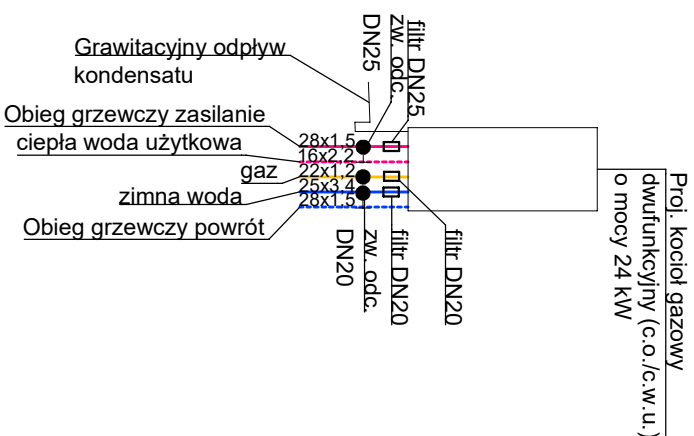 Grawitacyjny odpływ
kondensatu
Obieg grzewczy zasilanie
ciepła woda użytkowa
gaz
zimna woda
Obieg grzewczy powrót
28x1,5
16x2,2
22x1,2
25x3,4
28x1,5
filtr DN25
zw. odc.
DN25
filtr DN20
filtr DN20
zw. odc.
DN20
Proj. kocioł gazowy
dwufunkcyjny (c.o./c.w.u.)
o mocy 24 kW